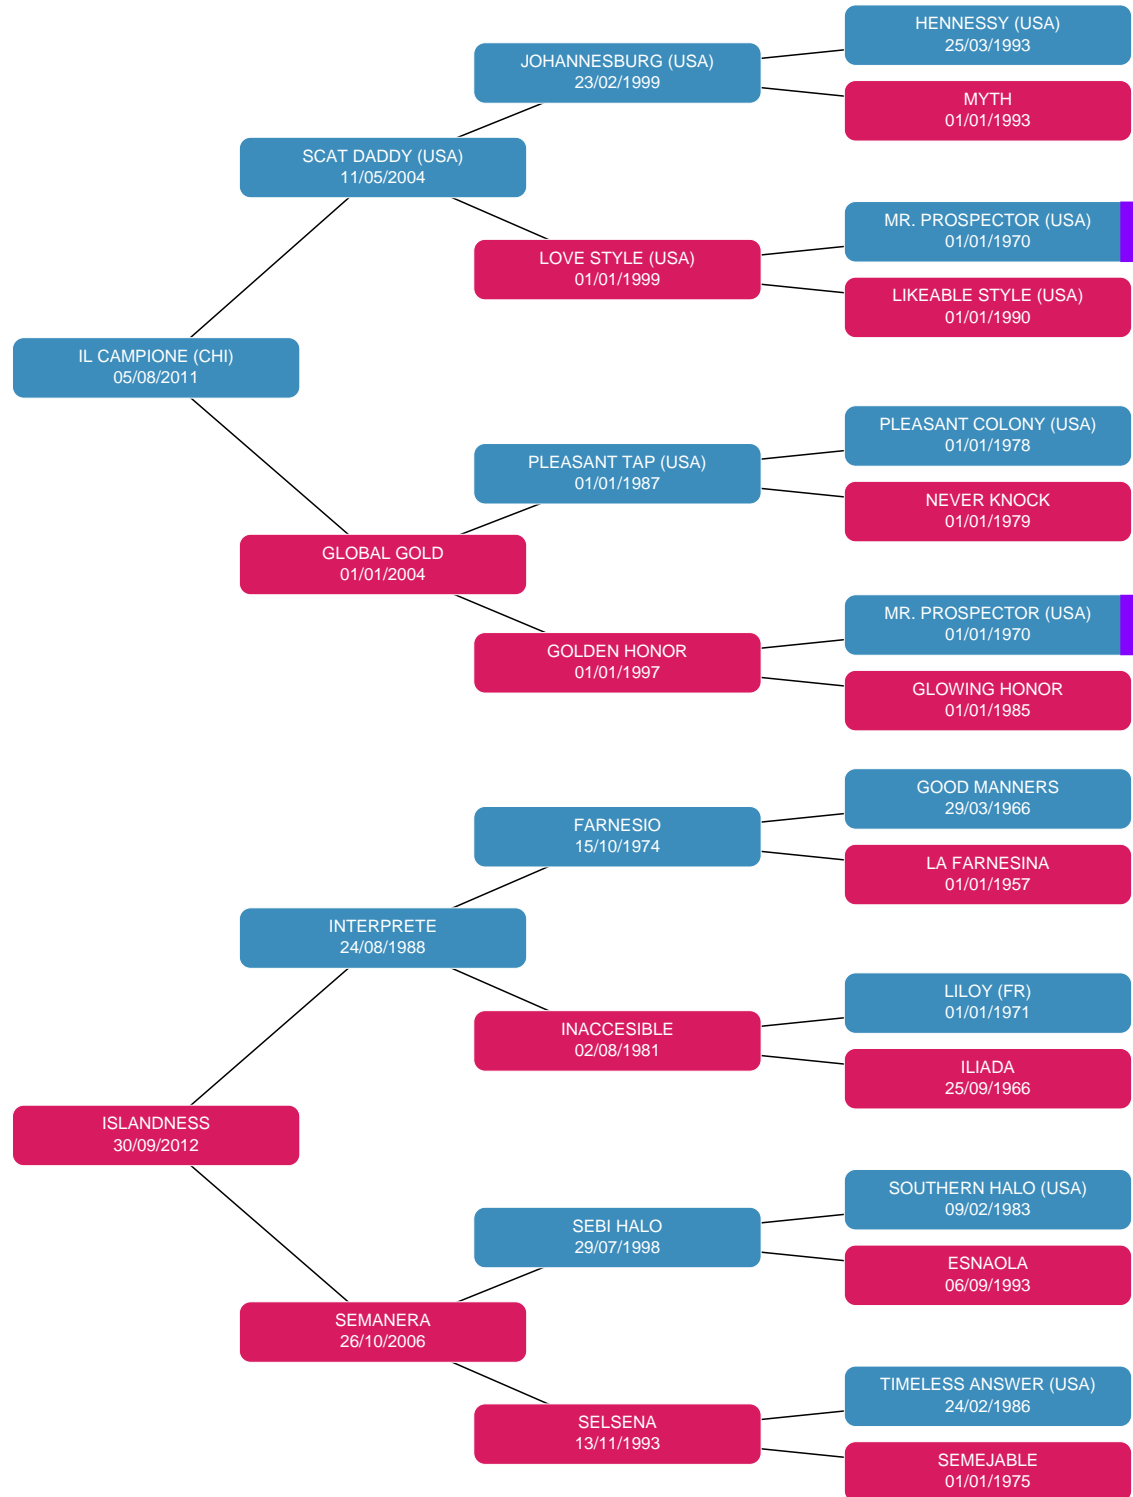 HENNESSY (USA)
25/03/1993
JOHANNESBURG (USA)
23/02/1999
MYTH
01/01/1993
SCAT DADDY (USA)
11/05/2004
MR. PROSPECTOR (USA)
01/01/1970
LOVE STYLE (USA)
01/01/1999
LIKEABLE STYLE (USA)
01/01/1990
IL CAMPIONE (CHI)
05/08/2011
PLEASANT COLONY (USA)
01/01/1978
PLEASANT TAP (USA)
01/01/1987
NEVER KNOCK
01/01/1979
GLOBAL GOLD
01/01/2004
MR. PROSPECTOR (USA)
01/01/1970
GOLDEN HONOR
01/01/1997
GLOWING HONOR
01/01/1985
GOOD MANNERS
29/03/1966
FARNESIO
15/10/1974
LA FARNESINA
01/01/1957
INTERPRETE
24/08/1988
LILOY (FR)
01/01/1971
INACCESIBLE
02/08/1981
ILIADA
25/09/1966
ISLANDNESS
30/09/2012
SOUTHERN HALO (USA)
09/02/1983
SEBI HALO
29/07/1998
ESNAOLA
06/09/1993
SEMANERA
26/10/2006
TIMELESS ANSWER (USA)
24/02/1986
SELSENA
13/11/1993
SEMEJABLE
01/01/1975